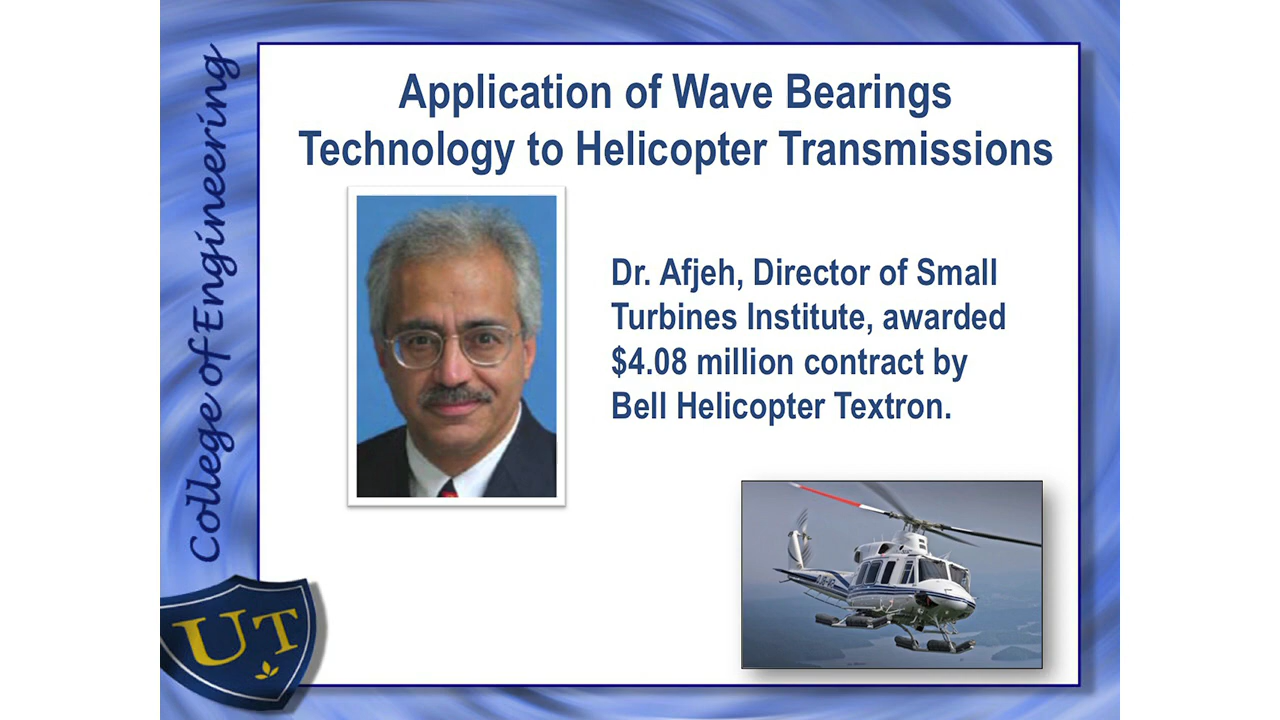 Application of Wave Bearings
Technology to Helicopter Transmissions
College of Engineering
Dr. Afjeh, Director of Small
Turbines Institute, awarded
$4.08 million contract by
Bell Helicopter Textron.
UT